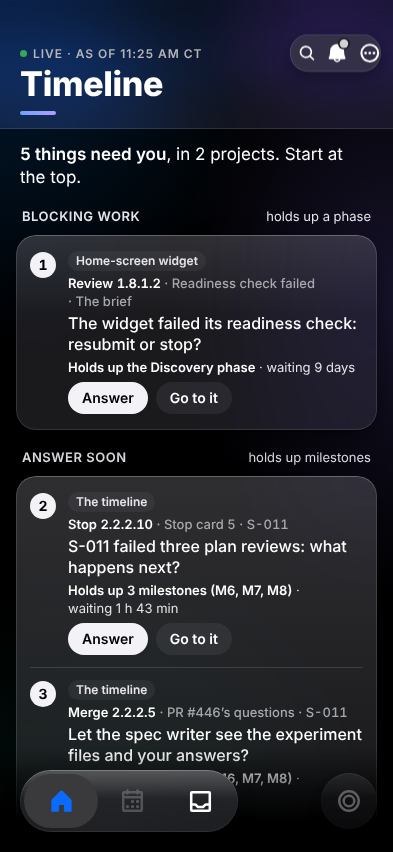 LIVE · AS OF 11:25 AM CT
Timeline
5 things need you, in 2 projects. Start at
the top.
BLOCKING WORK holds up a phase
1 Home-screen widget
Review 1.8.1.2 · Readiness check failed
· The brief
The widget failed its readiness check:
resubmit or stop?
Holds up the Discovery phase · waiting 9 days
Answer Go to it
ANSWER SOON holds up milestones
2 The timeline
Stop 2.2.2.10 · Stop card 5 · S-011
S-011 failed three plan reviews: what
happens next?
Holds up 3 milestones (M6, M7, M8) ·
waiting 1 h 43 min
Answer Go to it
3 The timeline
Merge 2.2.2.5 · PR #446’s questions · S-011
Let the spec writer see the experiment
files and your answers?
M7, M8) ·